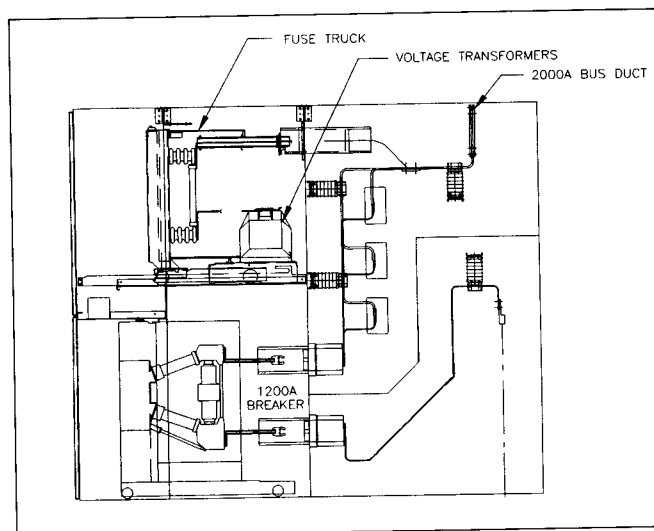 FUSE TRUCK
VOLTAGE TRANSFORMERS
2000A BUS DUCT
1200A
BREAKER